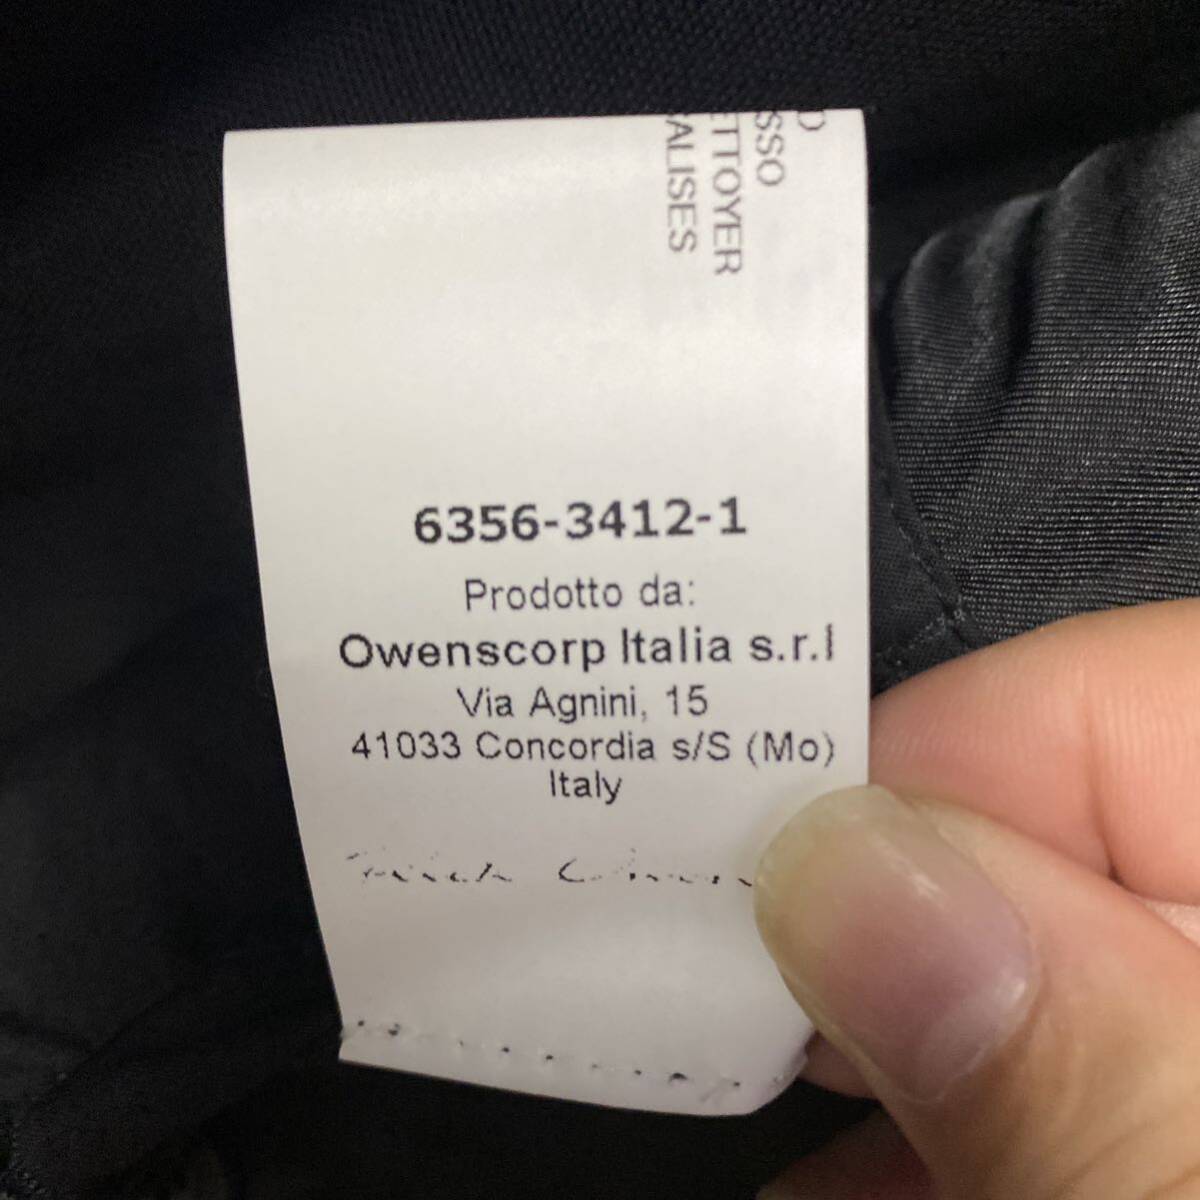 SSO
ETTOYER
ALISES
6356-3412-1
Prodotto da:
Owenscorp Italia s.r.l
Via Agnini, 15
41033 Concordia s/S (Mo)
Italy